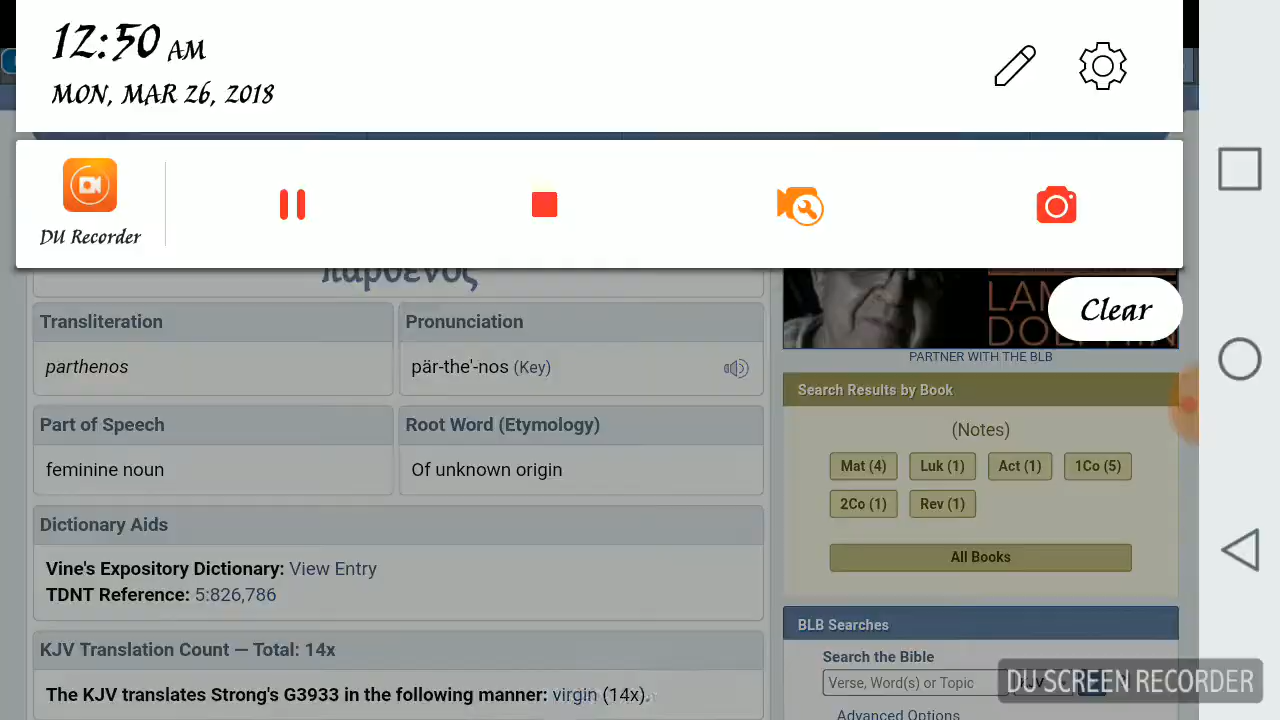 12:50 AM
MON, MAR 26, 2018
DU Recorder
παρθένος
Clear
Transliteration
Pronunciation
parthenos
pär-the'-nos (Key)
PARTNER WITH THE BLB
Search Results by Book
Part of Speech
Root Word (Etymology)
(Notes)
feminine noun
Of unknown origin
Mat (4)
Luk (1)
Act (1)
1Co (5)
2Co (1)
Rev (1)
Dictionary Aids
All Books
Vine's Expository Dictionary: View Entry
TDNT Reference: 5:826,786
BLB Searches
KJV Translation Count — Total: 14x
Search the Bible
The KJV translates Strong's G3933 in the following manner: virgin (14x).
Verse, Word(s) or Topic
DU SCREEN RECORDER
Advanced Options